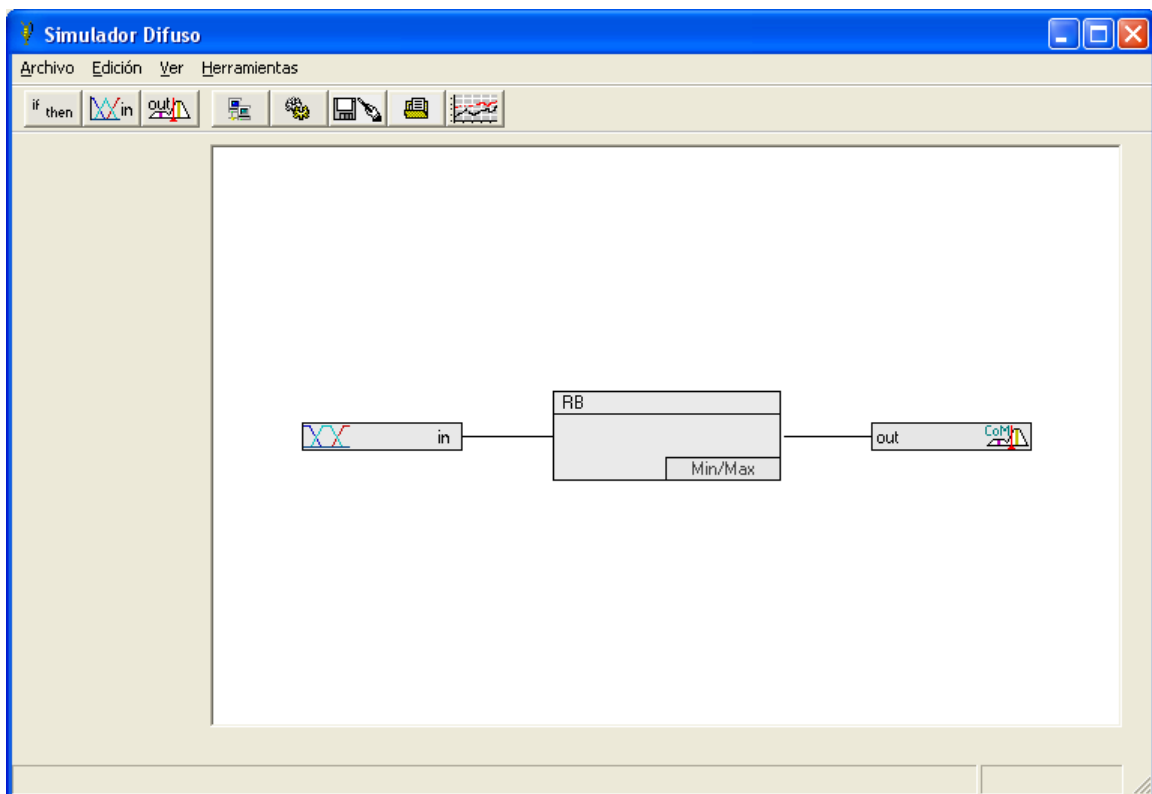 Simulador Difuso
Archivo Edición Ver Herramientas
if then in out
RB
in out CoM
Min/Max